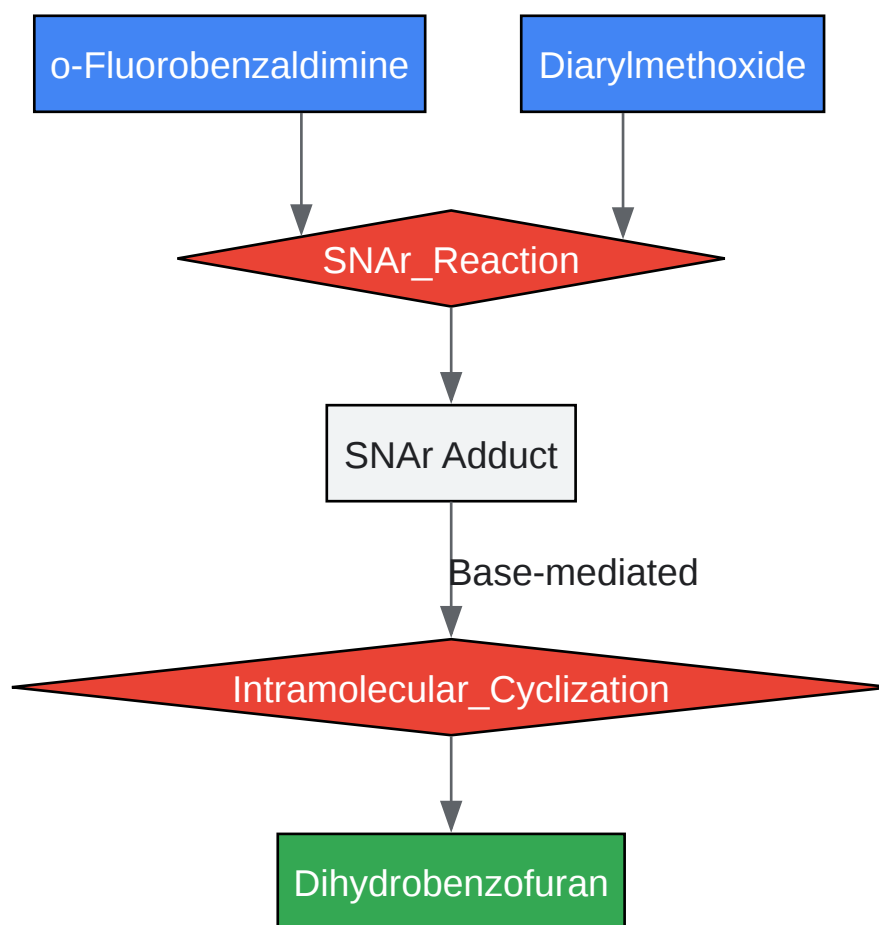 o-Fluorobenzaldimine
Diarylmethoxide
SNAr_Reaction
SNAr Adduct
Base-mediated
Intramolecular_Cyclization
Dihydrobenzofuran